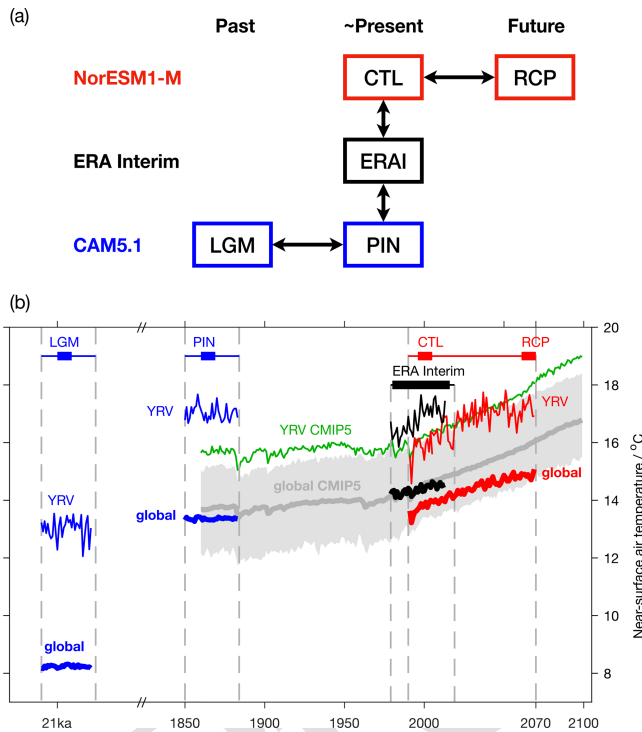 (a)
Past ~Present Future
NorESM1-M CTL RCP
ERA Interim ERAI
CAM5.1 LGM PIN
(b)
20
LGM PIN CTL RCP
ERA Interim
18
YRV YRV CMIP5 YRV
16
global CMIP5
global
14
YRV global
12
10
global
8
Near-surface air temperature / °C
21ka 1850 1900 1950 2000 2070 2100